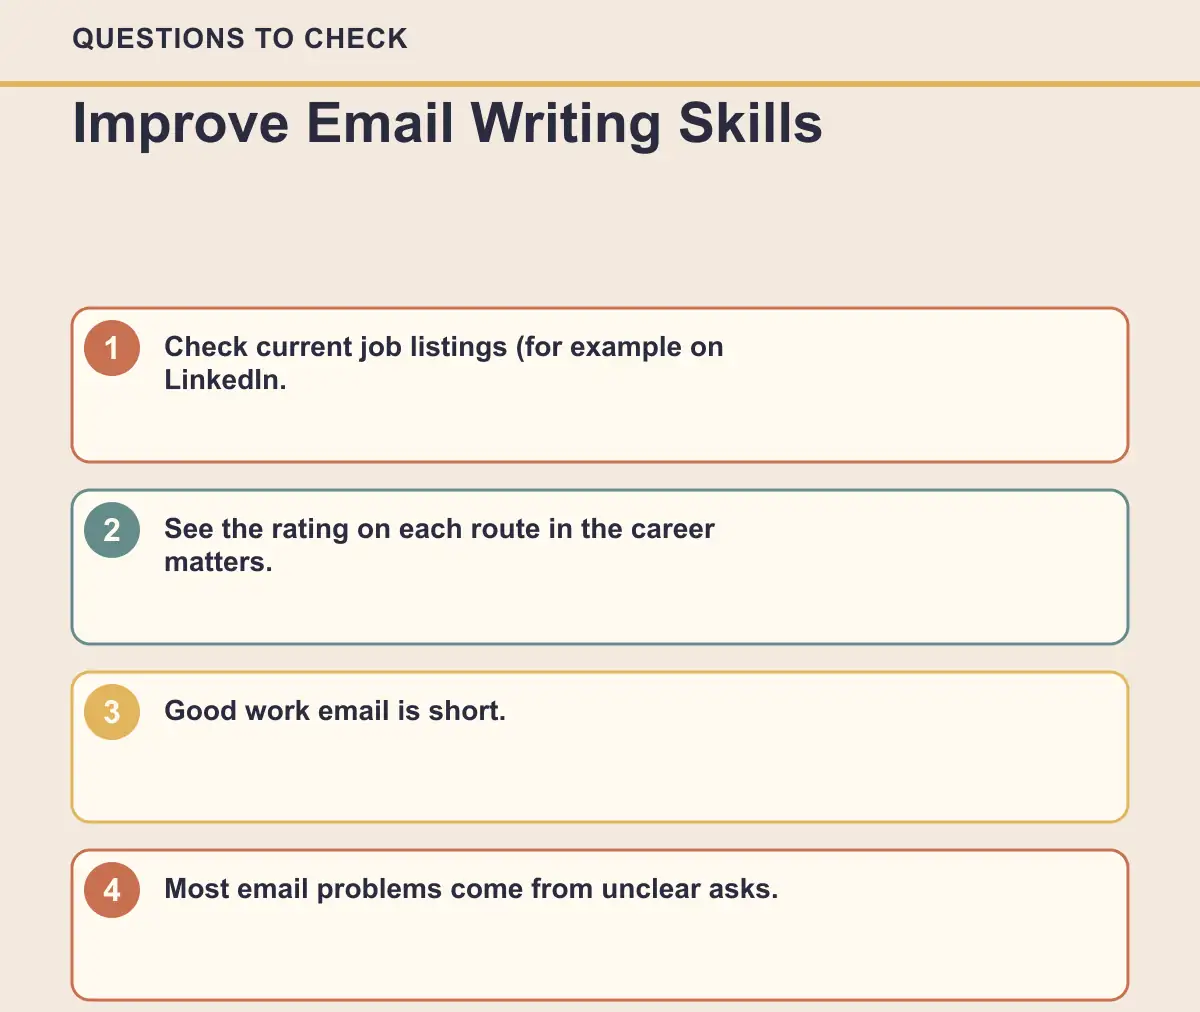 QUESTIONS TO CHECK
Improve Email Writing Skills
1
Check current job listings (for example on
LinkedIn.
2
See the rating on each route in the career
matters.
3
Good work email is short.
4
Most email problems come from unclear asks.